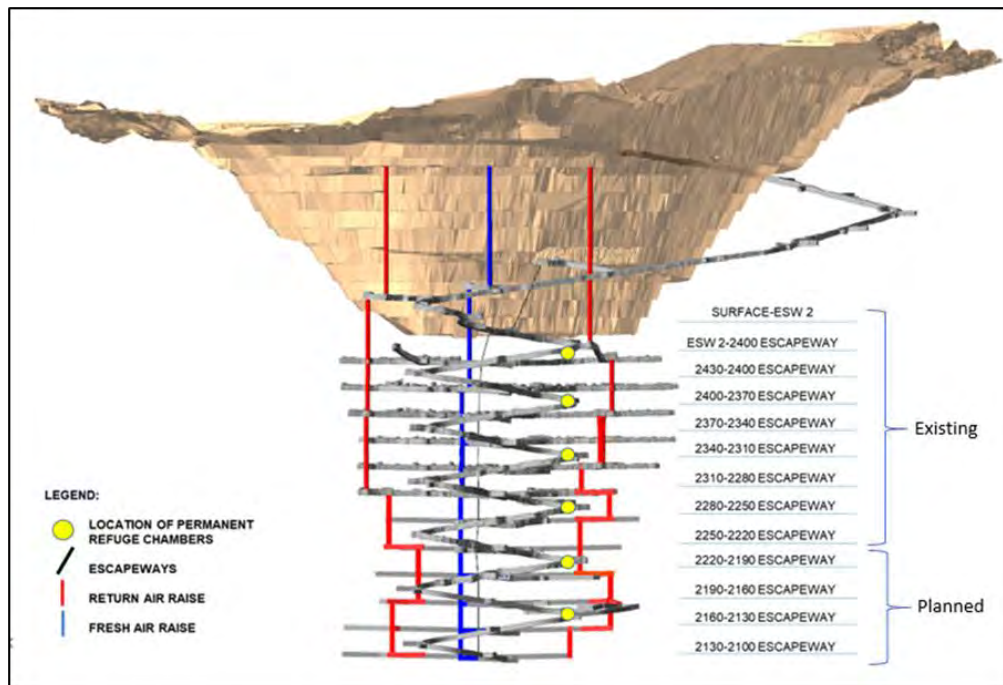 SURFACE-ESW 2
ESW 2-2400 ESCAPEWAY
2430-2400 ESCAPEWAY
2400-2370 ESCAPEWAY
2370-2340 ESCAPEWAY
2340-2310 ESCAPEWAY
2310-2280 ESCAPEWAY
2280-2250 ESCAPEWAY
2250-2220 ESCAPEWAY
Existing
2220-2190 ESCAPEWAY
2190-2160 ESCAPEWAY
2160-2130 ESCAPEWAY
2130-2100 ESCAPEWAY
Planned
LEGEND:
LOCATION OF PERMANENT
REFUGE CHAMBERS
ESCAPEWAYS
RETURN AIR RAISE
FRESH AIR RAISE